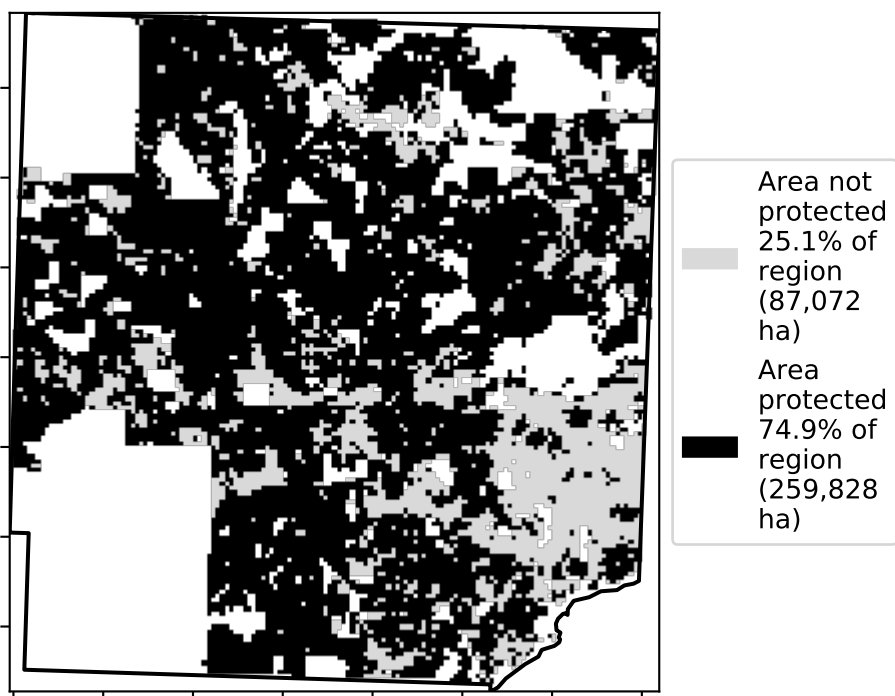 Area not
protected
25.1% of
region
(87,072
ha)
Area
protected
74.9% of
region
(259,828
ha)